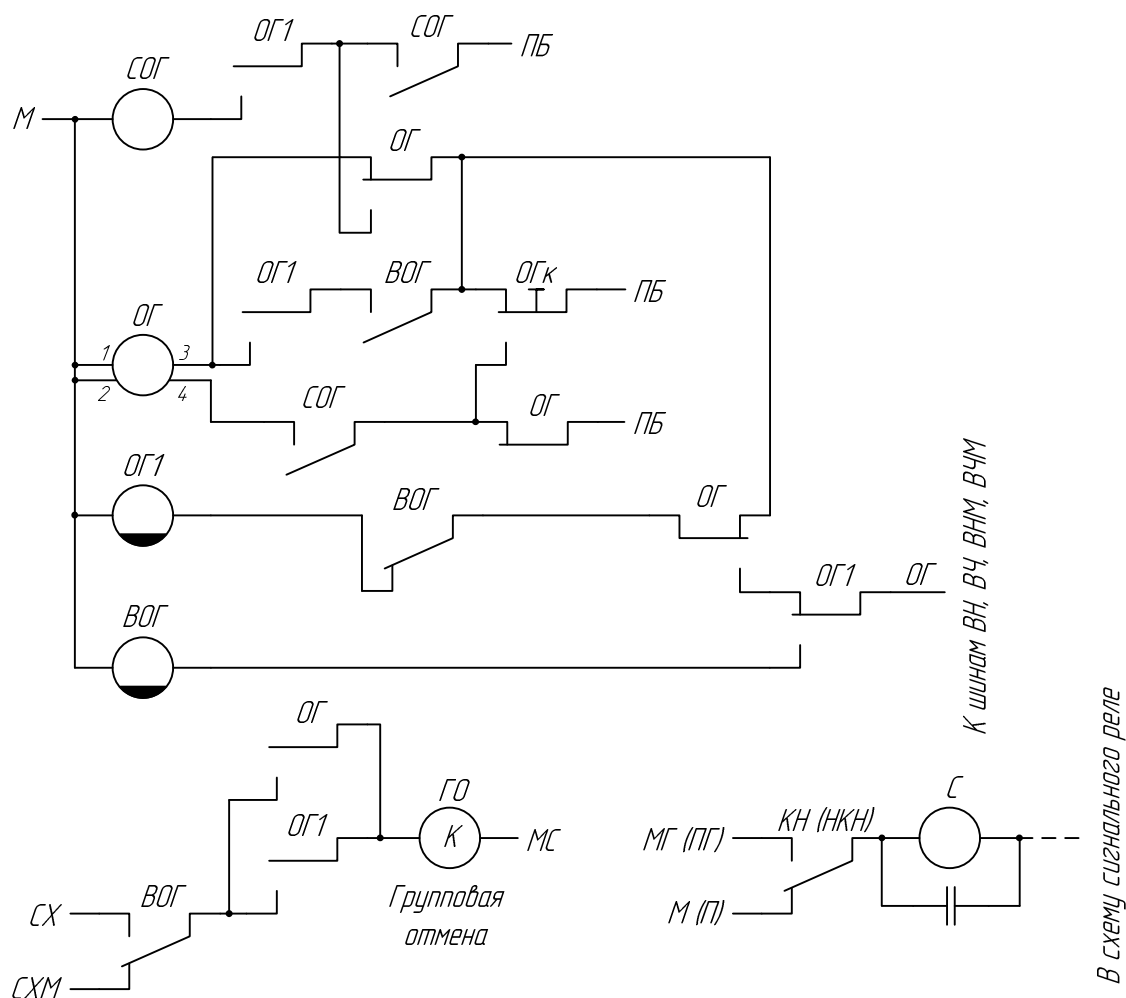 ОГ1
СОГ
ПБ
СОГ
М
ОГ
ОГ1
ВОГ
ОГк
ПБ
ОГ
1
3
2
4
СОГ
ОГ
ПБ
ОГ1
ВОГ
ОГ
ОГ1
ОГ
К шинам ВН, ВЧ, ВНМ, ВЧМ
ВОГ
ОГ
ГО
К
МС
ОГ1
Групповая
отмена
ВОГ
СХ
СХМ
С
КН (НКН)
МГ (ПГ)
М (П)
В схему сигнального реле